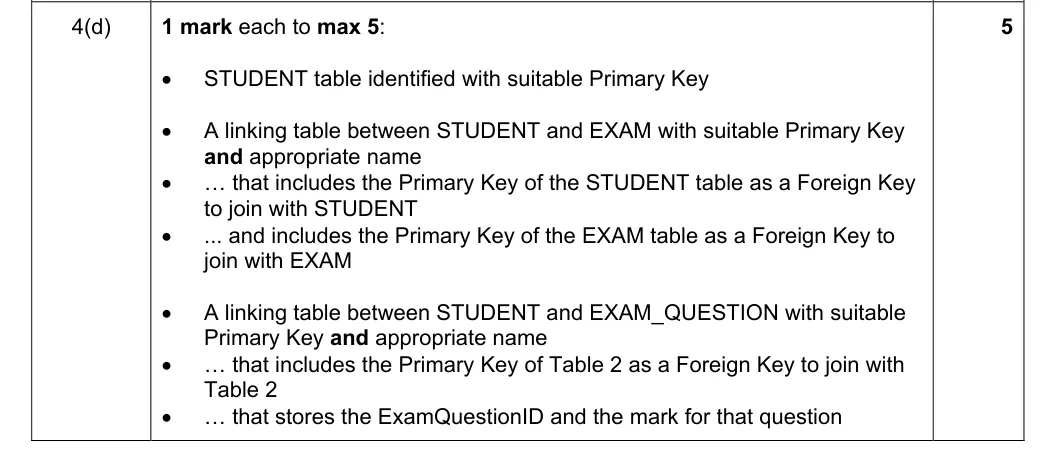 4(d)
1 mark each to max 5:
5
• STUDENT table identified with suitable Primary Key
• A linking table between STUDENT and EXAM with suitable Primary Key
and appropriate name
• … that includes the Primary Key of the STUDENT table as a Foreign Key
to join with STUDENT
• ... and includes the Primary Key of the EXAM table as a Foreign Key to
join with EXAM
• A linking table between STUDENT and EXAM_QUESTION with suitable
Primary Key and appropriate name
• … that includes the Primary Key of Table 2 as a Foreign Key to join with
Table 2
• … that stores the ExamQuestionID and the mark for that question